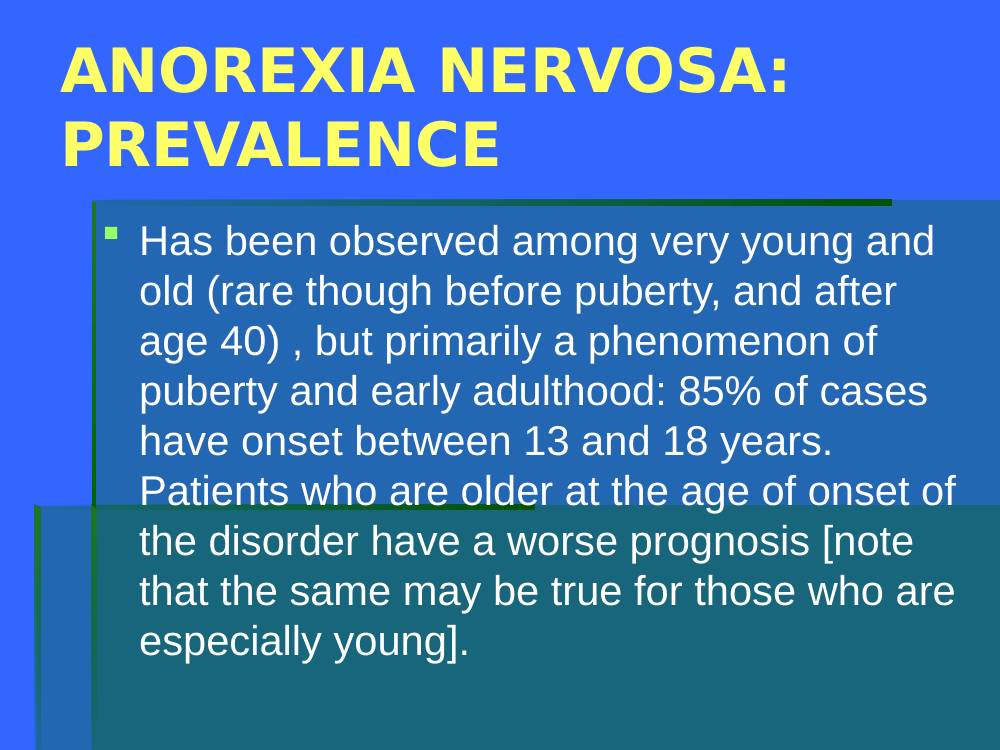 ANOREXIA NERVOSA:
PREVALENCE
Has been observed among very young and
old (rare though before puberty, and after
age 40) , but primarily a phenomenon of
puberty and early adulthood: 85% of cases
have onset between 13 and 18 years.
Patients who are older at the age of onset of
the disorder have a worse prognosis [note
that the same may be true for those who are
especially young].